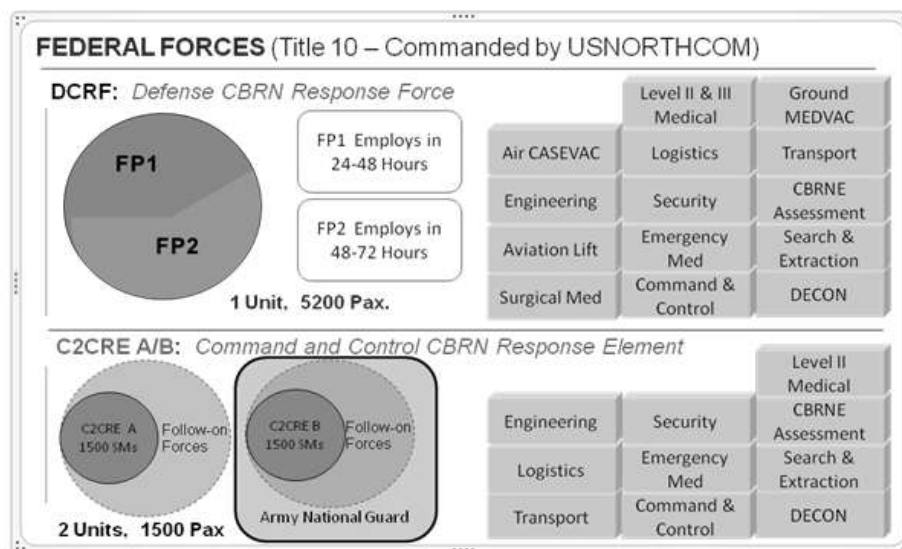 FEDERAL FORCES (Title 10 – Commanded by USNORTHCOM)
DCRF: Defense CBRN Response Force
FP1
FP2
FP1 Employs in
24-48 Hours
FP2 Employs in
48-72 Hours
1 Unit, 5200 Pax.
Level II & III
Medical
Ground
MEDVAC
Air CASEVAC
Logistics
Transport
Engineering
Security
CBRNE
Assessment
Aviation Lift
Emergency
Med
Search &
Extraction
Surgical Med
Command &
Control
DECON
C2CRE A/B: Command and Control CBRN Response Element
C2CRE A
1500 SMs
Follow-on
Forces
C2CRE B
1500 SMs
Follow-on
Forces
Army National Guard
2 Units, 1500 Pax
Level II
Medical
Engineering
Security
CBRNE
Assessment
Logistics
Emergency
Med
Search &
Extraction
Transport
Command &
Control
DECON